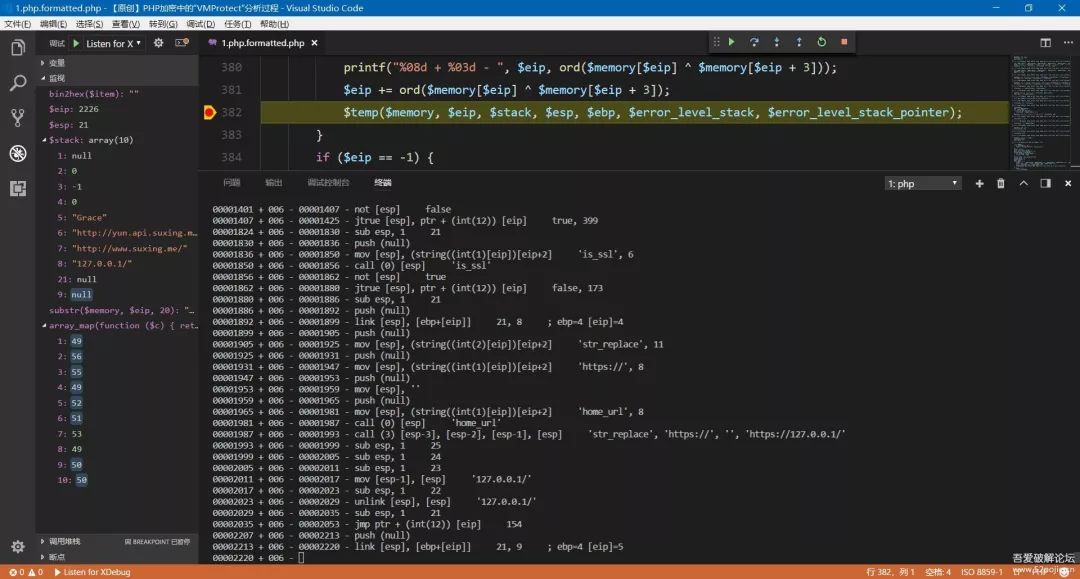 1.php.formatted.php - 【原创】PHP加密中的"VMProtect"分析过程 - Visual Studio Code
文件(F) 编辑(E) 选择(S) 查看(V) 转到(G) 调试(D) 任务(T) 帮助(H)
调试 Listen for X
1.php.formatted.php
变量
监视
bin2hex($item): ""
$eip: 2226
$esp: 21
$stack: array(10)
1: null
2: 0
3: -1
4: 0
5: "Grace"
6: "http://yun.api.suxing.m…
7: "http://www.suxing.me/"
8: "127.0.0.1/"
21: null
9: null
substr($memory, $eip, 20): "…
array_map(function ($c) { ret…
1: 49
2: 56
3: 55
4: 49
5: 52
6: 51
7: 53
8: 49
9: 50
10: 50
调用堆栈 因 BREAKPOINT 已暂停
断点
380 printf("%08d + %03d - ", $eip, ord($memory[$eip] ^ $memory[$eip + 3]));
381 $eip += ord($memory[$eip] ^ $memory[$eip + 3]);
382 $temp($memory, $eip, $stack, $esp, $ebp, $error_level_stack, $error_level_stack_pointer);
383 }
384 if ($eip == -1) {
问题 输出 调试控制台 终端
1: php
00001401 + 006 - 00001407 - not [esp] false
00001407 + 006 - 00001425 - jtrue [esp], ptr + (int(12)) [eip] true, 399
00001824 + 006 - 00001830 - sub esp, 1 21
00001830 + 006 - 00001836 - push (null)
00001836 + 006 - 00001850 - mov [esp], (string((int(1)[eip])[eip+2] 'is_ssl', 6
00001850 + 006 - 00001856 - call (0) [esp] 'is_ssl'
00001856 + 006 - 00001862 - not [esp] true
00001862 + 006 - 00001880 - jtrue [esp], ptr + (int(12)) [eip] false, 173
00001880 + 006 - 00001886 - sub esp, 1 21
00001886 + 006 - 00001892 - push (null)
00001892 + 006 - 00001899 - link [esp], [ebp+[eip]] 21, 8 ; ebp=4 [eip]=4
00001899 + 006 - 00001905 - push (null)
00001905 + 006 - 00001925 - mov [esp], (string((int(2)[eip])[eip+2] 'str_replace', 11
00001925 + 006 - 00001931 - push (null)
00001931 + 006 - 00001947 - mov [esp], (string((int(1)[eip])[eip+2] 'https://', 8
00001947 + 006 - 00001953 - push (null)
00001953 + 006 - 00001959 - mov [esp], ''
00001959 + 006 - 00001965 - push (null)
00001965 + 006 - 00001981 - mov [esp], (string((int(1)[eip])[eip+2] 'home_url', 8
00001981 + 006 - 00001987 - call (0) [esp] 'home_url'
00001987 + 006 - 00001993 - call (3) [esp-3], [esp-2], [esp-1], [esp] 'str_replace', 'https://', '', 'https://127.0.0.1/'
00001993 + 006 - 00001999 - sub esp, 1 25
00001999 + 006 - 00002005 - sub esp, 1 24
00002005 + 006 - 00002011 - sub esp, 1 23
00002011 + 006 - 00002017 - mov [esp-1], [esp] '127.0.0.1/'
00002017 + 006 - 00002023 - sub esp, 1 22
00002023 + 006 - 00002029 - unlink [esp], [esp] '127.0.0.1/'
00002029 + 006 - 00002035 - sub esp, 1 21
00002035 + 006 - 00002053 - jmp ptr + (int(12)) [eip] 154
00002207 + 006 - 00002213 - push (null)
00002213 + 006 - 00002220 - link [esp], [ebp+[eip]] 21, 9 ; ebp=4 [eip]=5
00002220 + 006 -
吾爱破解论坛
0 0 Listen for XDebug
行 382，列 1 空格: 4 ISO 8859-1